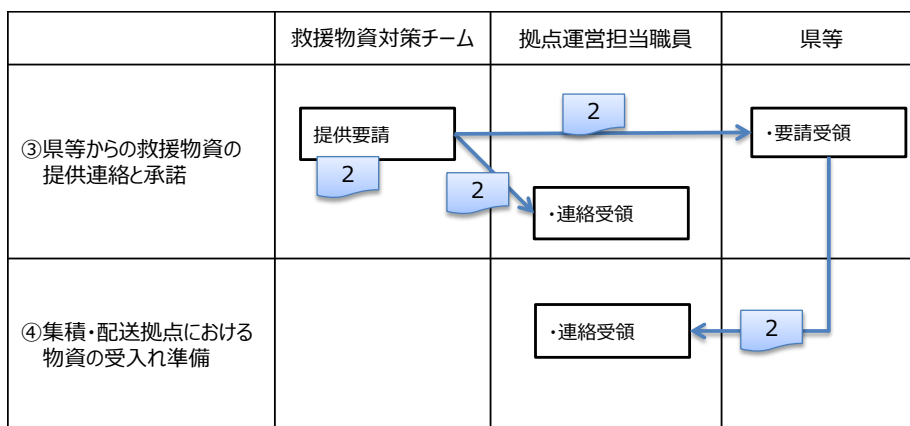 救援物資対策チーム
拠点運営担当職員
県等
③県等からの救援物資の
提供連絡と承諾
提供要請
2
2
2
・要請受領
・連絡受領
④集積・配送拠点における
物資の受入れ準備
・連絡受領
2